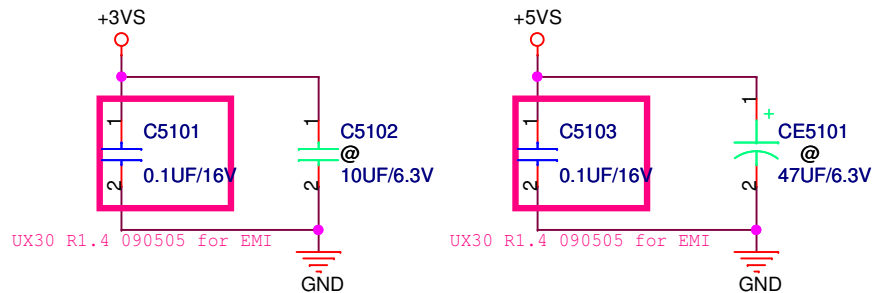 +3VS
1
C5101
0.1UF/16V
2
1
C5102
@
10UF/6.3V
2
UX30 R1.4 090505 for EMI
GND
+5VS
1
C5103
0.1UF/16V
2
1
+
CE5101
@
47UF/6.3V
2
UX30 R1.4 090505 for EMI
GND